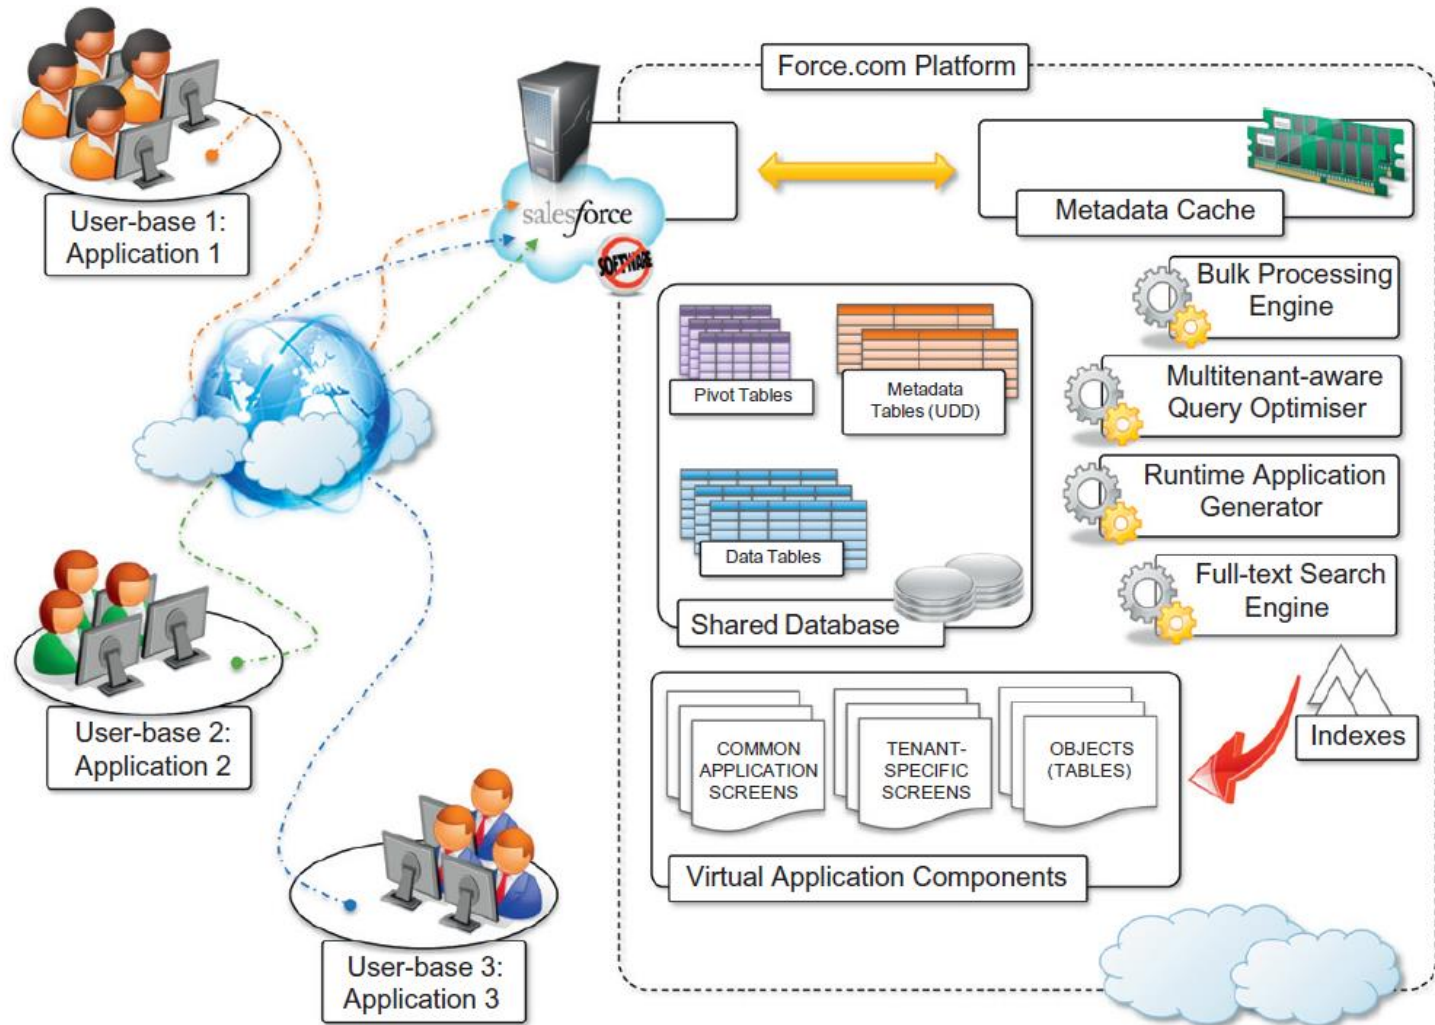 Force.com Platform
salesforce
SOFTWARE
Metadata Cache
User-base 1:
Application 1
Bulk Processing
Engine
Multitenant-aware
Query Optimiser
Runtime Application
Generator
Full-text Search
Engine
Indexes
Pivot Tables
Metadata
Tables (UDD)
Data Tables
Shared Database
COMMON
APPLICATION
SCREENS
TENANT-
SPECIFIC
SCREENS
OBJECTS
(TABLES)
Virtual Application Components
User-base 2:
Application 2
User-base 3:
Application 3